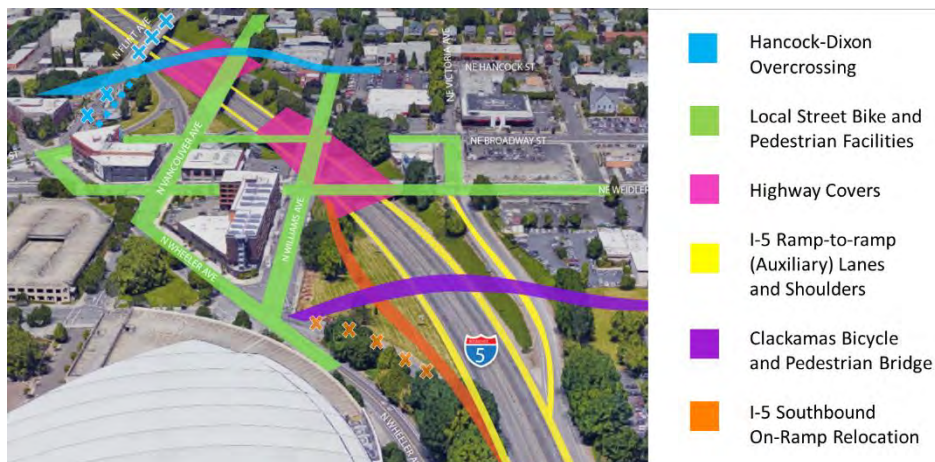 N FLINT AVE
NE VICTORIA AVE
NE HANCOCK ST
NE BROADWAY ST
ST
N VANCOUVER AVE
NE WEIDLER
N WILLIAMS AVE
N WHEELER AVE
5
N WHEELER AVE
Hancock-Dixon
Overcrossing
Local Street Bike and
Pedestrian Facilities
Highway Covers
I-5 Ramp-to-ramp
(Auxiliary) Lanes
and Shoulders
Clackamas Bicycle
and Pedestrian Bridge
I-5 Southbound
On-Ramp Relocation